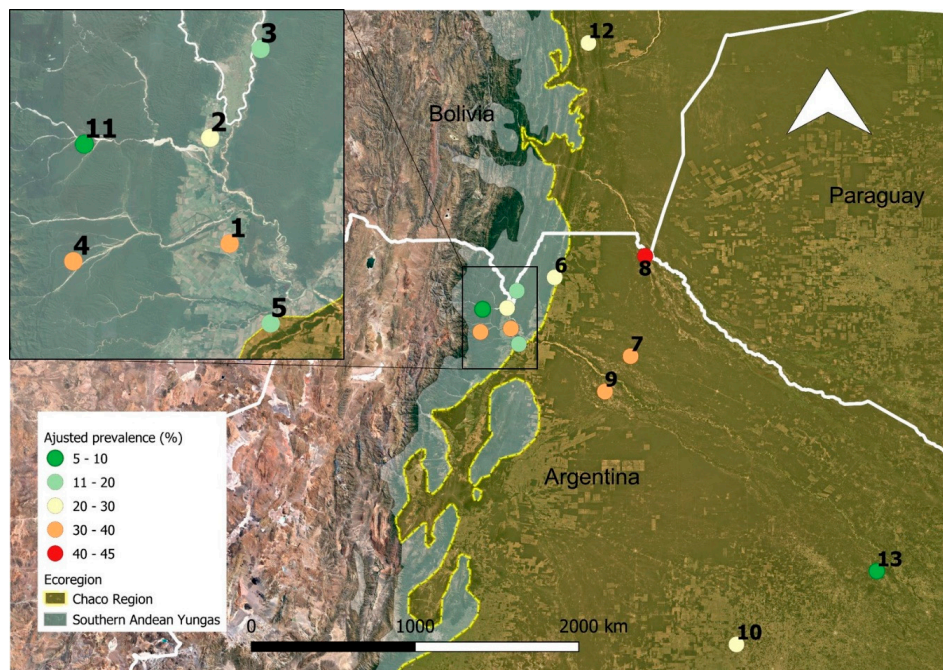 3
12
11
2
Bolivia
Paraguay
1
4
5
6
8
7
9
Ajusted prevalence (%)
5 - 10
11 - 20
20 - 30
30 - 40
40 - 45
Ecoregion
Chaco Region
Southern Andean Yungas
Argentina
13
0 1000 2000 km
10